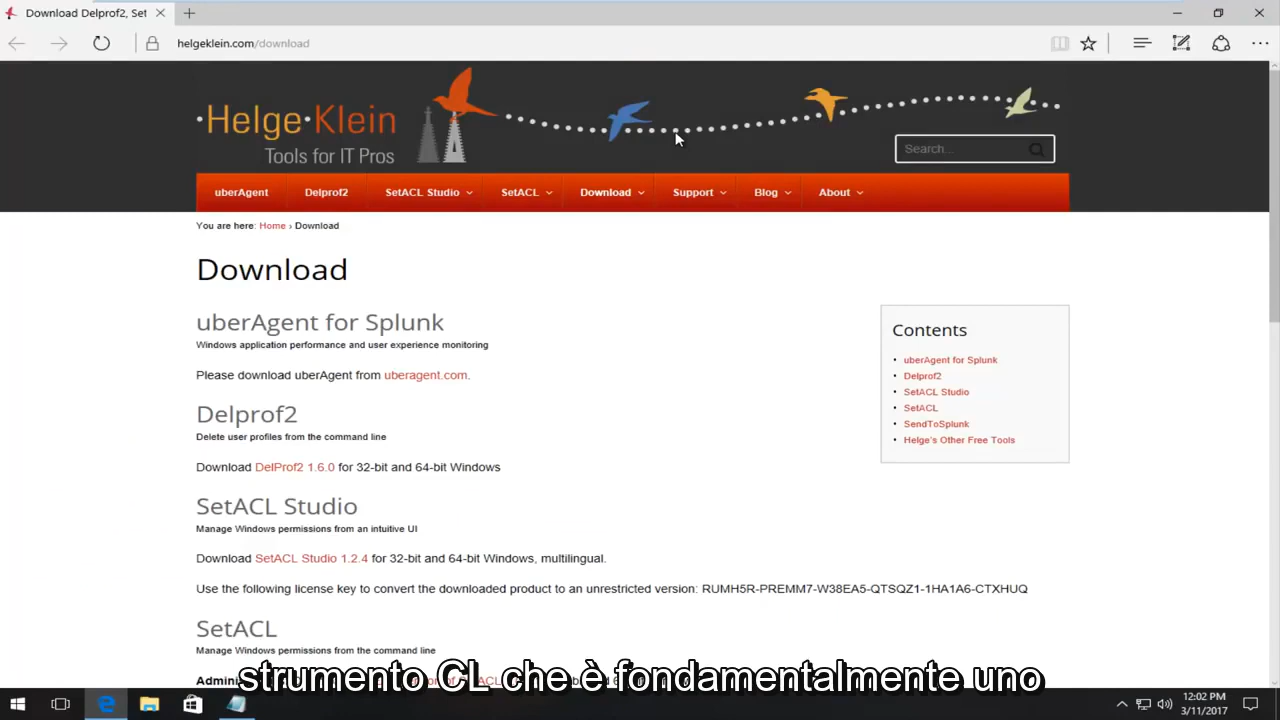 Download Delprof2, Set
helgeklein.com/download
Helge Klein
Tools for IT Pros
Search...
uberAgent Delprof2 SetACL Studio SetACL Download Support Blog About
You are here: Home › Download
Download
uberAgent for Splunk
Windows application performance and user experience monitoring
Please download uberAgent from uberagent.com.
Delprof2
Delete user profiles from the command line
Download DelProf2 1.6.0 for 32-bit and 64-bit Windows
SetACL Studio
Manage Windows permissions from an intuitive UI
Download SetACL Studio 1.2.4 for 32-bit and 64-bit Windows, multilingual.
Use the following license key to convert the downloaded product to an unrestricted version: RUMH5R-PREMM7-W38EA5-QTSQZ1-1HA1A6-CTXHUQ
SetACL
Manage Windows permissions from the command line
Contents
• uberAgent for Splunk
• Delprof2
• SetACL Studio
• SetACL
• SendToSplunk
• Helge's Other Free Tools
strumento CL che è fondamentalmente uno
12:02 PM
3/11/2017